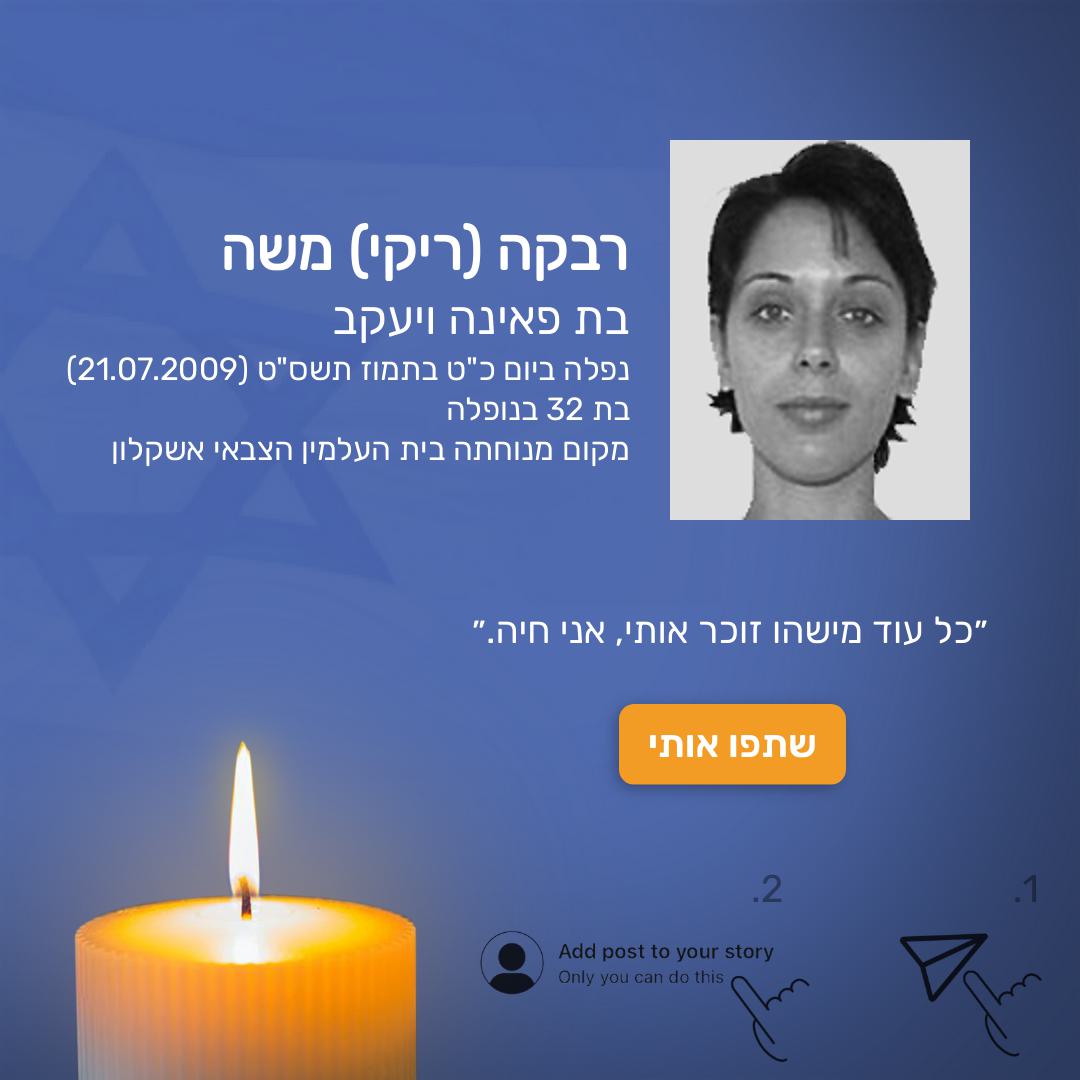 רבקה (ריקי) משה
בת פאינה ויעקב
נפלה ביום כ"ט בתמוז תשס"ט (21.07.2009)
בת 32 בנופלה
מקום מנוחתה בית העלמין הצבאי אשקלון
״כל עוד מישהו זוכר אותי, אני חיה.״
שתפו אותי
1.
2.
Add post to your story
Only you can do this